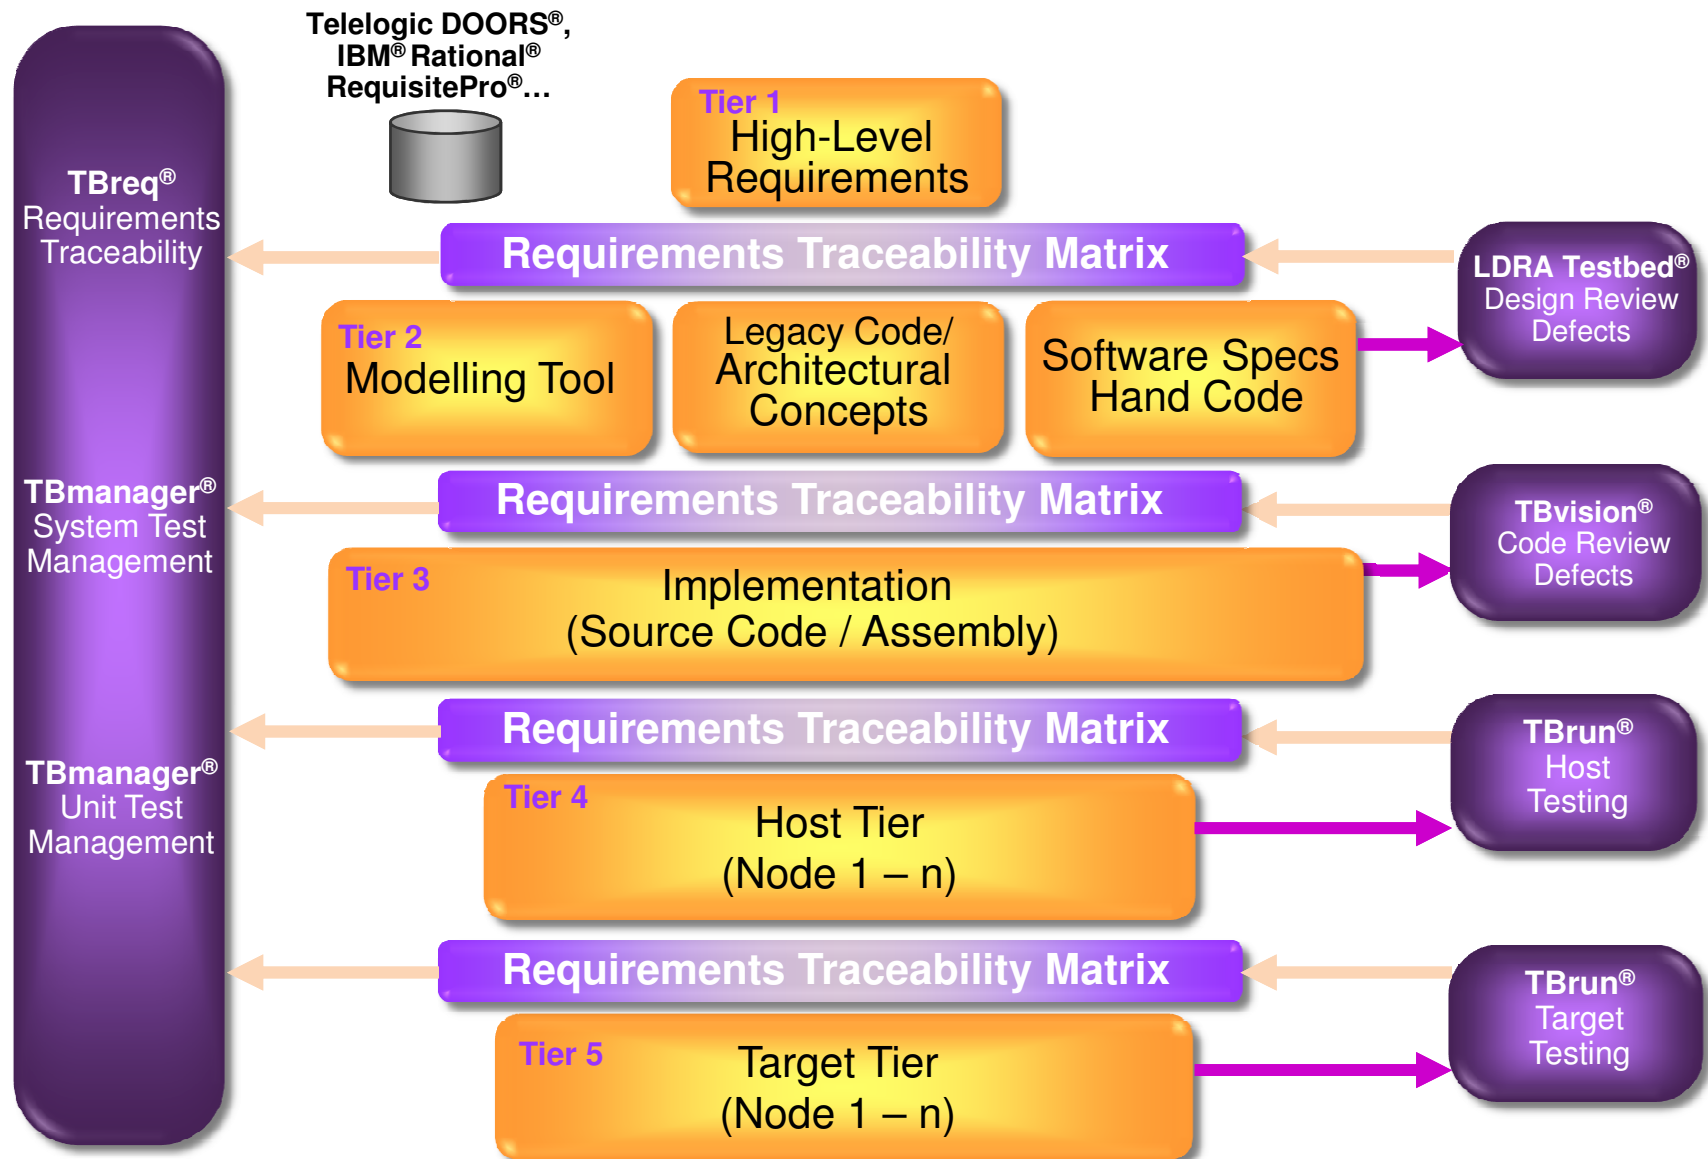 Telelogic DOORS®,
IBM® Rational®
RequisitePro®…
Tier 1
High-Level
Requirements
TBreq®
Requirements
Traceability
Requirements Traceability Matrix
LDRA Testbed®
Design Review
Defects
Tier 2
Modelling Tool
Legacy Code/
Architectural
Concepts
Software Specs
Hand Code
TBmanager®
System Test
Management
Requirements Traceability Matrix
TBvision®
Code Review
Defects
Tier 3
Implementation
(Source Code / Assembly)
TBmanager®
Unit Test
Management
Requirements Traceability Matrix
TBrun®
Host
Testing
Tier 4
Host Tier
(Node 1 – n)
Requirements Traceability Matrix
TBrun®
Target
Testing
Tier 5
Target Tier
(Node 1 – n)